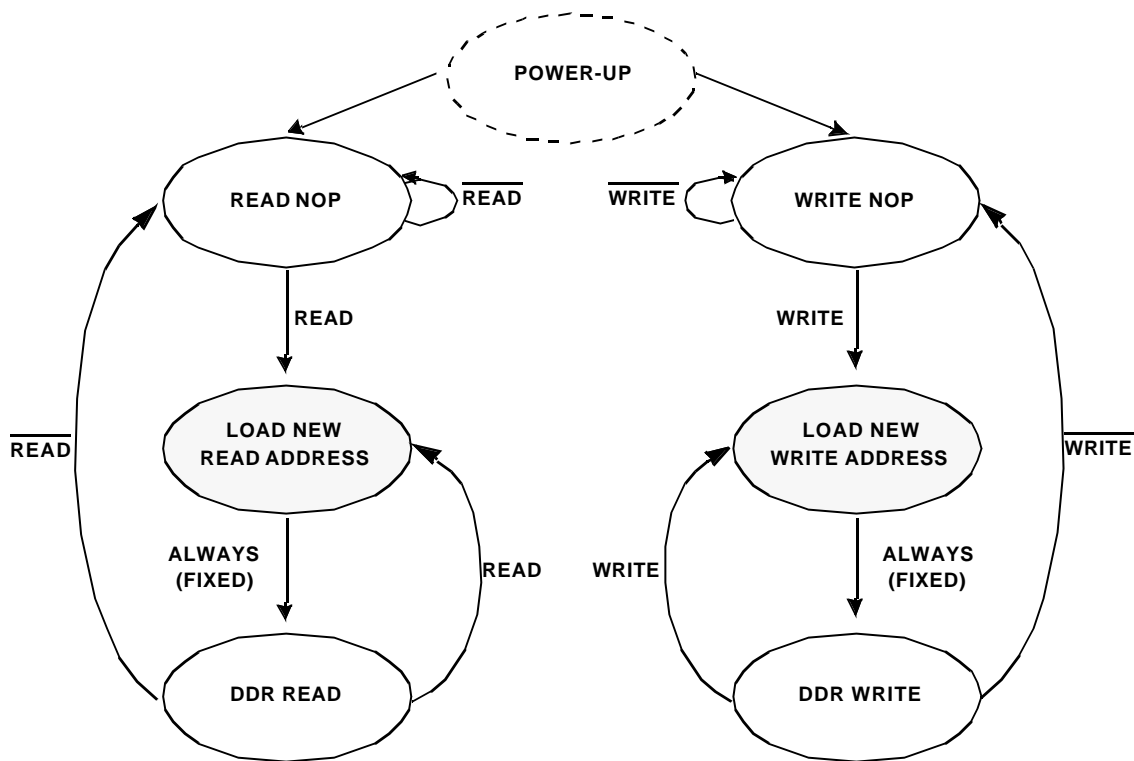 POWER-UP
READ NOP
READ
WRITE
WRITE NOP
READ
WRITE
LOAD NEW
READ ADDRESS
LOAD NEW
WRITE ADDRESS
READ
WRITE
ALWAYS
(FIXED)
READ
WRITE
ALWAYS
(FIXED)
DDR READ
DDR WRITE